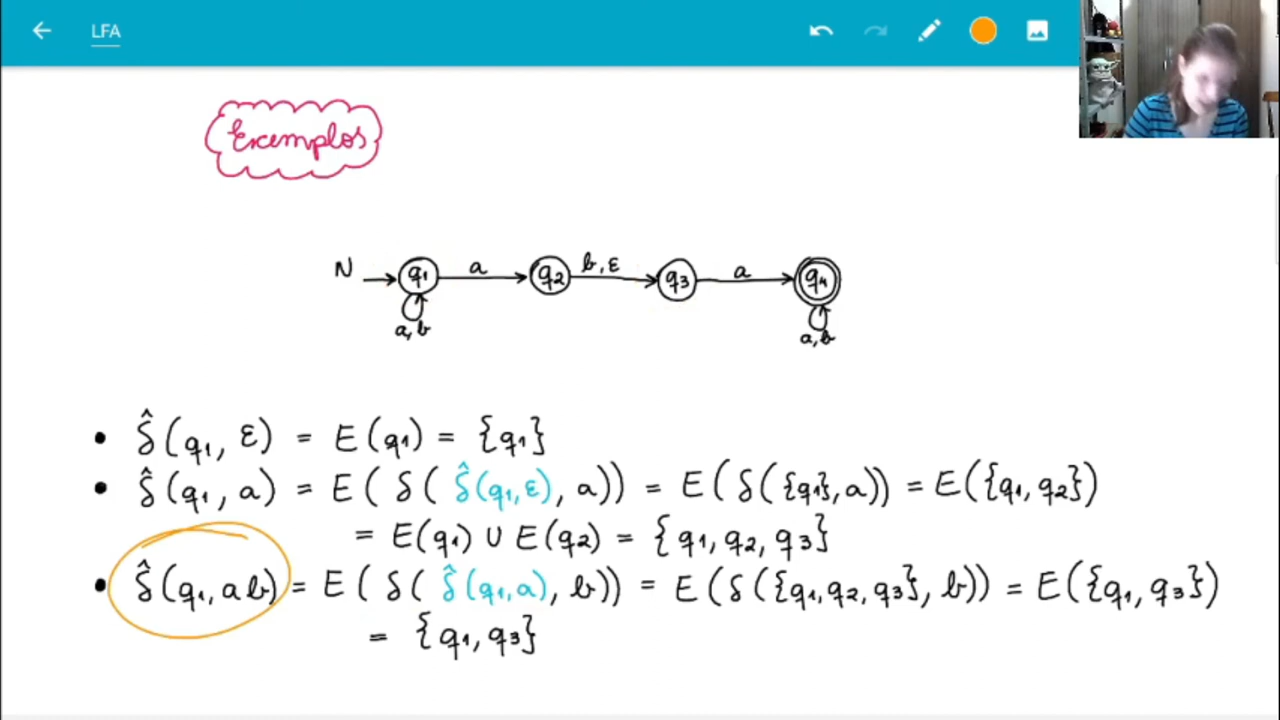 LFA
Exemplos
N q1 a q2 b, ε q3 a q4
a, b a, b
• δ̂(q1, ε) = E(q1) = {q1}
• δ̂(q1, a) = E( δ( δ̂(q1,ε), a)) = E(δ({q1},a)) = E({q1,q2})
= E(q1) ∪ E(q2) = {q1, q2, q3}
• δ̂(q1, ab) = E( δ( δ̂(q1,a), b)) = E(δ({q1,q2,q3}, b)) = E({q1, q3})
= {q1, q3}